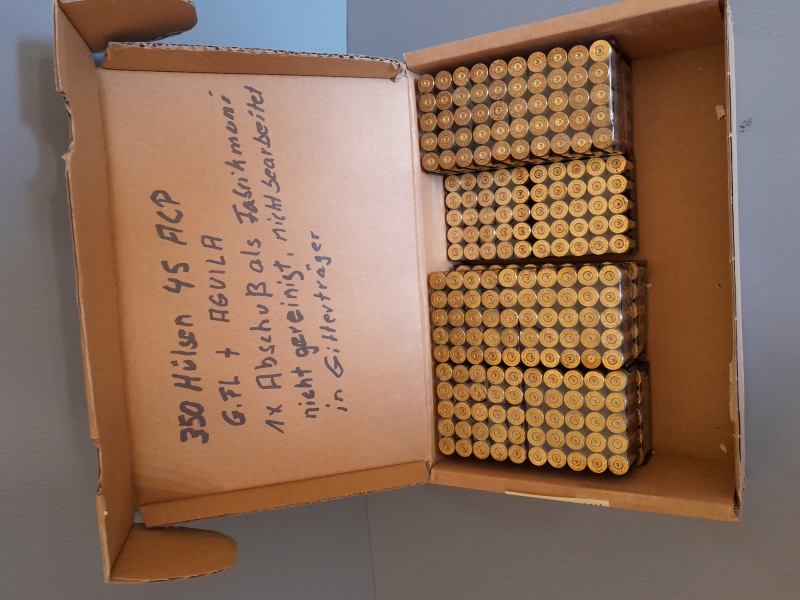 350 Hülsen 45 ACP
G.FL + AGUILA
1x Abschuß als Fabrikmuni
nicht gereinigt, nicht bearbeitet
in Gitterträger